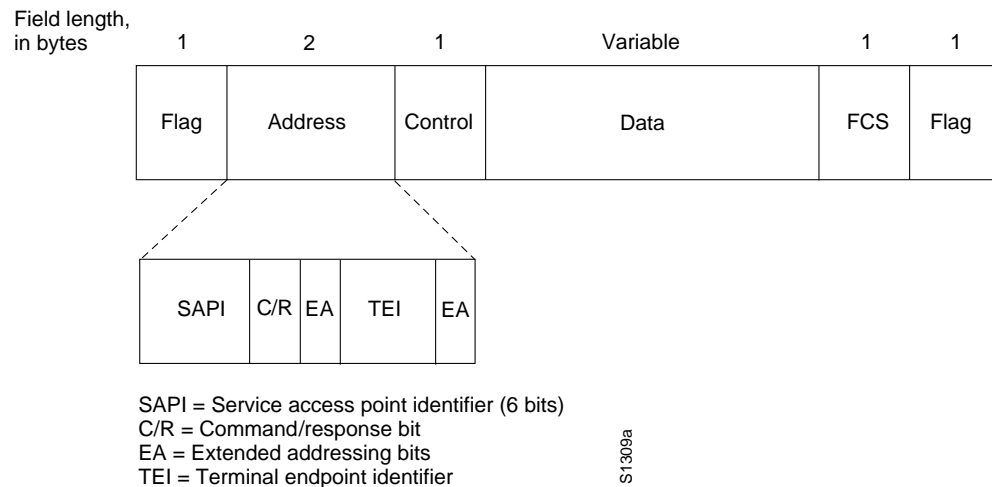 Field length,
in bytes 1 2 1 Variable 1 1
Flag Address Control Data FCS Flag
SAPI C/R EA TEI EA
SAPI = Service access point identifier (6 bits)
C/R = Command/response bit
EA = Extended addressing bits
TEI = Terminal endpoint identifier
S1309a